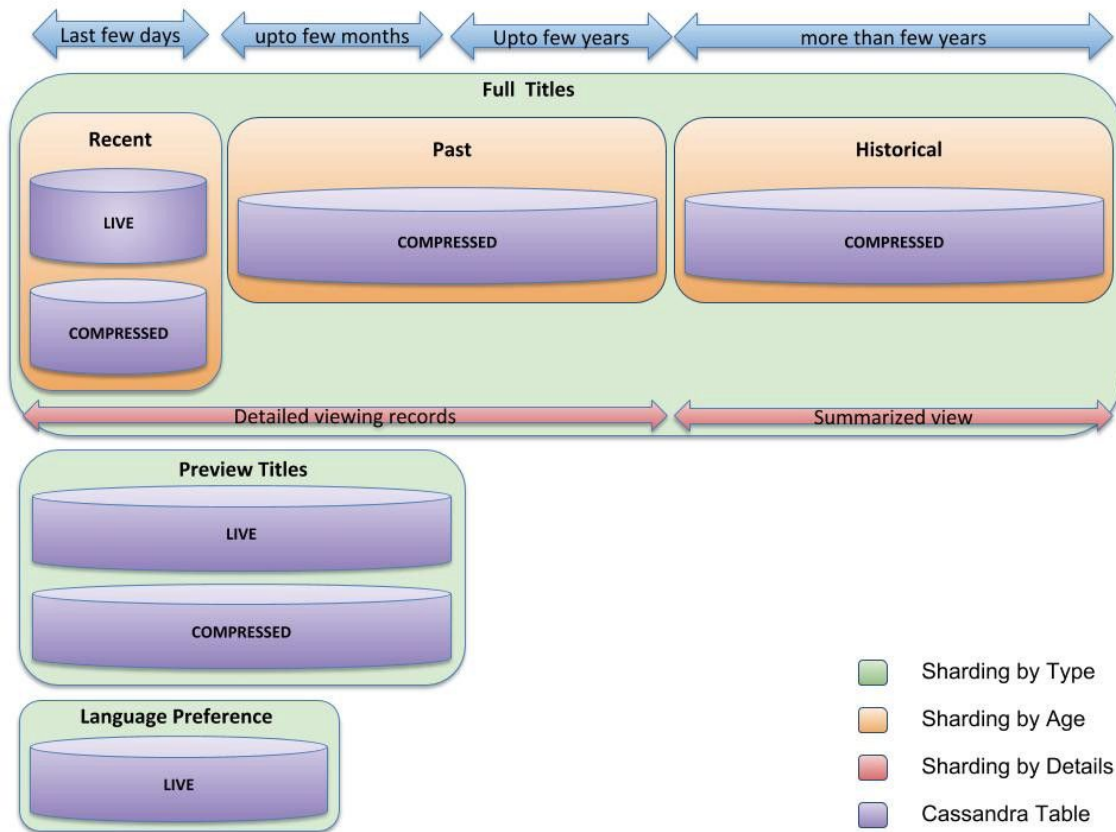 Last few days
upto few months
Upto few years
more than few years
Full Titles
Recent
Past
Historical
LIVE
COMPRESSED
COMPRESSED
COMPRESSED
Detailed viewing records
Summarized view
Preview Titles
LIVE
COMPRESSED
Language Preference
LIVE
Sharding by Type
Sharding by Age
Sharding by Details
Cassandra Table